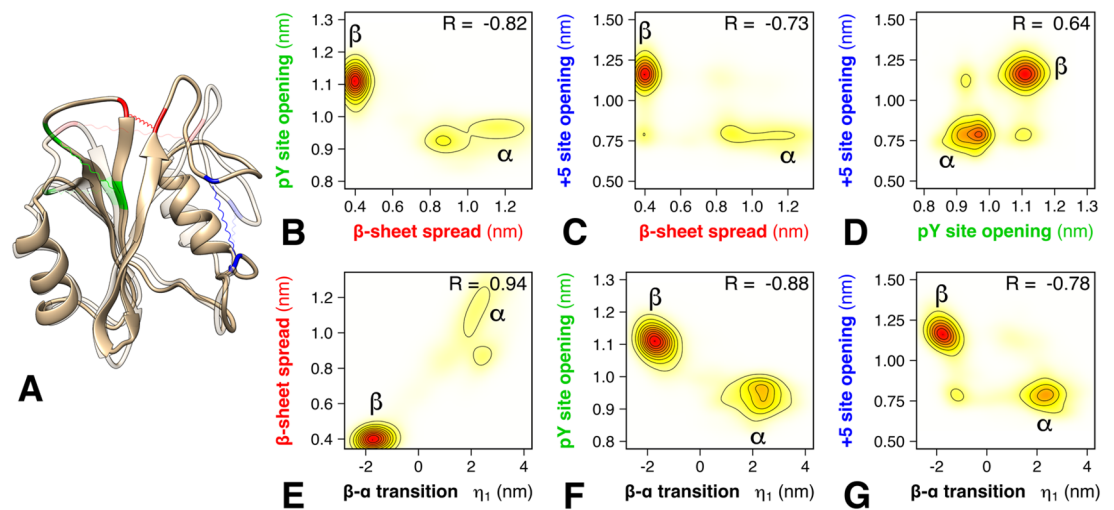 A
1.3
1.2
1.1
1.0
0.9
0.8
pY site opening (nm)
R = -0.82
β
α
0.4 0.6 0.8 1.0 1.2
B
β-sheet spread (nm)
1.50
1.25
1.00
0.75
0.50
+5 site opening (nm)
R = -0.73
β
α
0.4 0.6 0.8 1.0 1.2
C
β-sheet spread (nm)
1.50
1.25
1.00
0.75
0.50
+5 site opening (nm)
R = 0.64
β
α
0.8 0.9 1.0 1.1 1.2 1.3
D
pY site opening (nm)
1.2
1.0
0.8
0.6
0.4
β-sheet spread (nm)
R = 0.94
α
β
-2 0 2 4
E
β-α transition η1 (nm)
1.3
1.2
1.1
1.0
0.9
0.8
pY site opening (nm)
R = -0.88
β
α
-2 0 2 4
F
β-α transition η1 (nm)
1.50
1.25
1.00
0.75
0.50
+5 site opening (nm)
R = -0.78
β
α
-2 0 2 4
G
β-α transition η1 (nm)